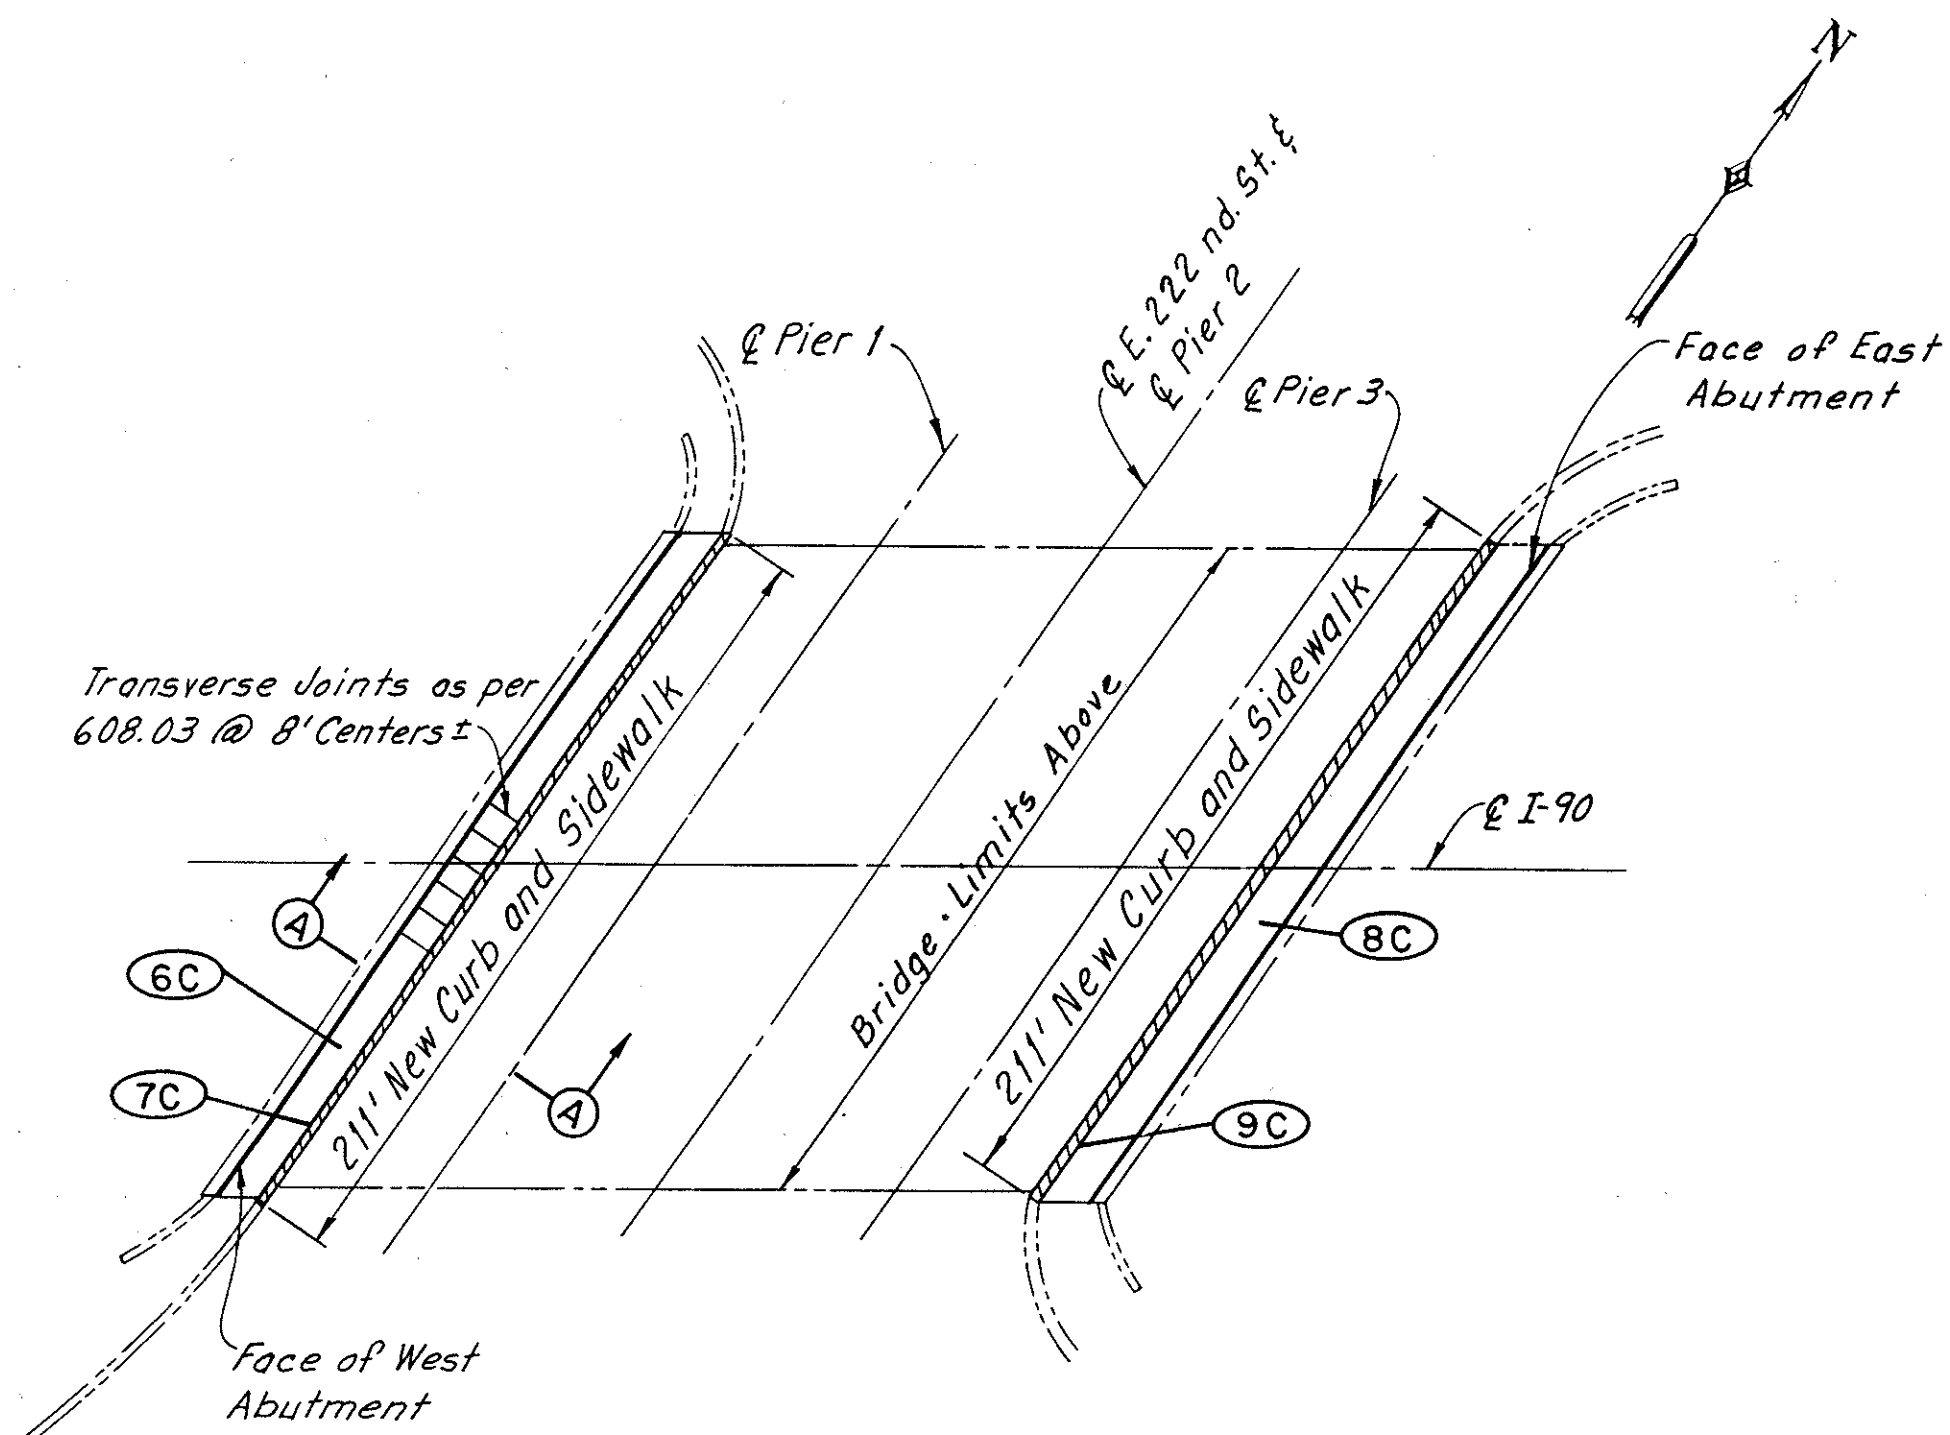 N
℄ E. 222 nd. St. &
℄ Pier 2
℄ Pier 1
℄ Pier 3
Face of East
Abutment
Transverse Joints as per
608.03 @ 8' Centers ±
211' New Curb and Sidewalk
Bridge Limits Above
211' New Curb and Sidewalk
℄ I-90
A
8C
6C
7C
A
9C
Face of West
Abutment